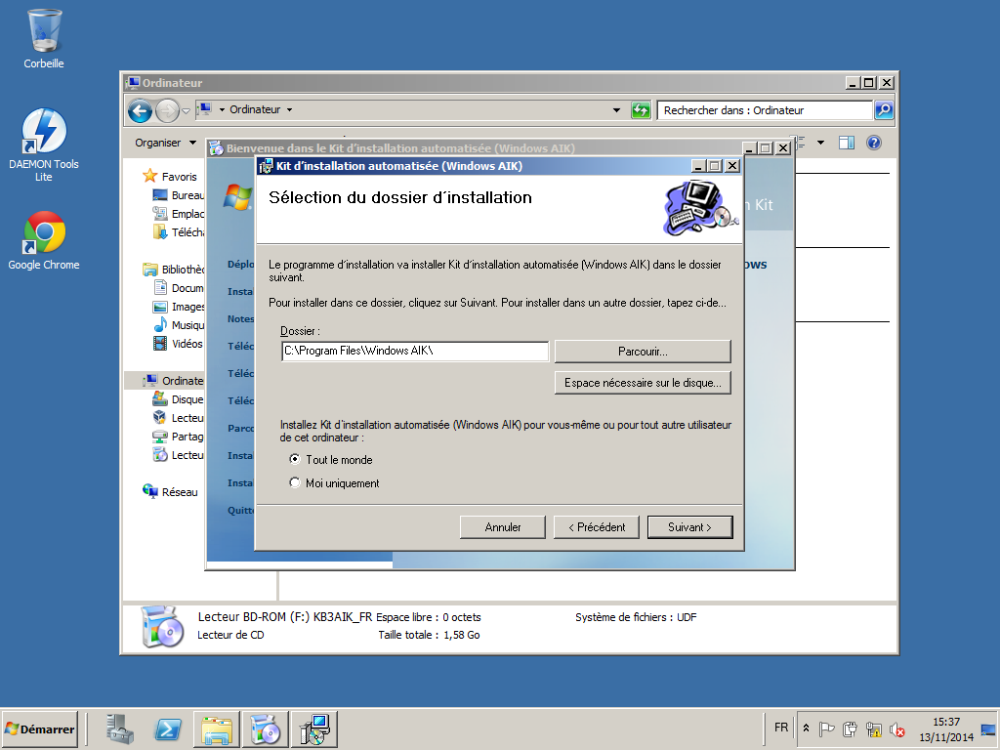 Corbeille
DAEMON Tools
Lite
Google Chrome
Ordinateur
Ordinateur
Rechercher dans : Ordinateur
Organiser
Favoris
Bureau
Emplac
Télécha
Bibliothèc
Docum
Images
Musiqu
Vidéos
Ordinate
Disque
Lecteu
Partag
Lecteu
Réseau
Bienvenue dans le Kit d'installation automatisée (Windows AIK)
n Kit
Déplo
ows
Insta
Notes
Téléc
Téléc
Téléc
Parco
Insta
Insta
Quitte
Kit d'installation automatisée (Windows AIK)
Sélection du dossier d'installation
Le programme d'installation va installer Kit d'installation automatisée (Windows AIK) dans le dossier
suivant.
Pour installer dans ce dossier, cliquez sur Suivant. Pour installer dans un autre dossier, tapez ci-de...
Dossier :
C:\Program Files\Windows AIK\
Parcourir...
Espace nécessaire sur le disque...
Installez Kit d'installation automatisée (Windows AIK) pour vous-même ou pour tout autre utilisateur
de cet ordinateur :
Tout le monde
Moi uniquement
Annuler
< Précédent
Suivant >
Lecteur BD-ROM (F:) KB3AIK_FR Espace libre : 0 octets
Système de fichiers : UDF
Lecteur de CD
Taille totale : 1,58 Go
Démarrer
FR
15:37
13/11/2014